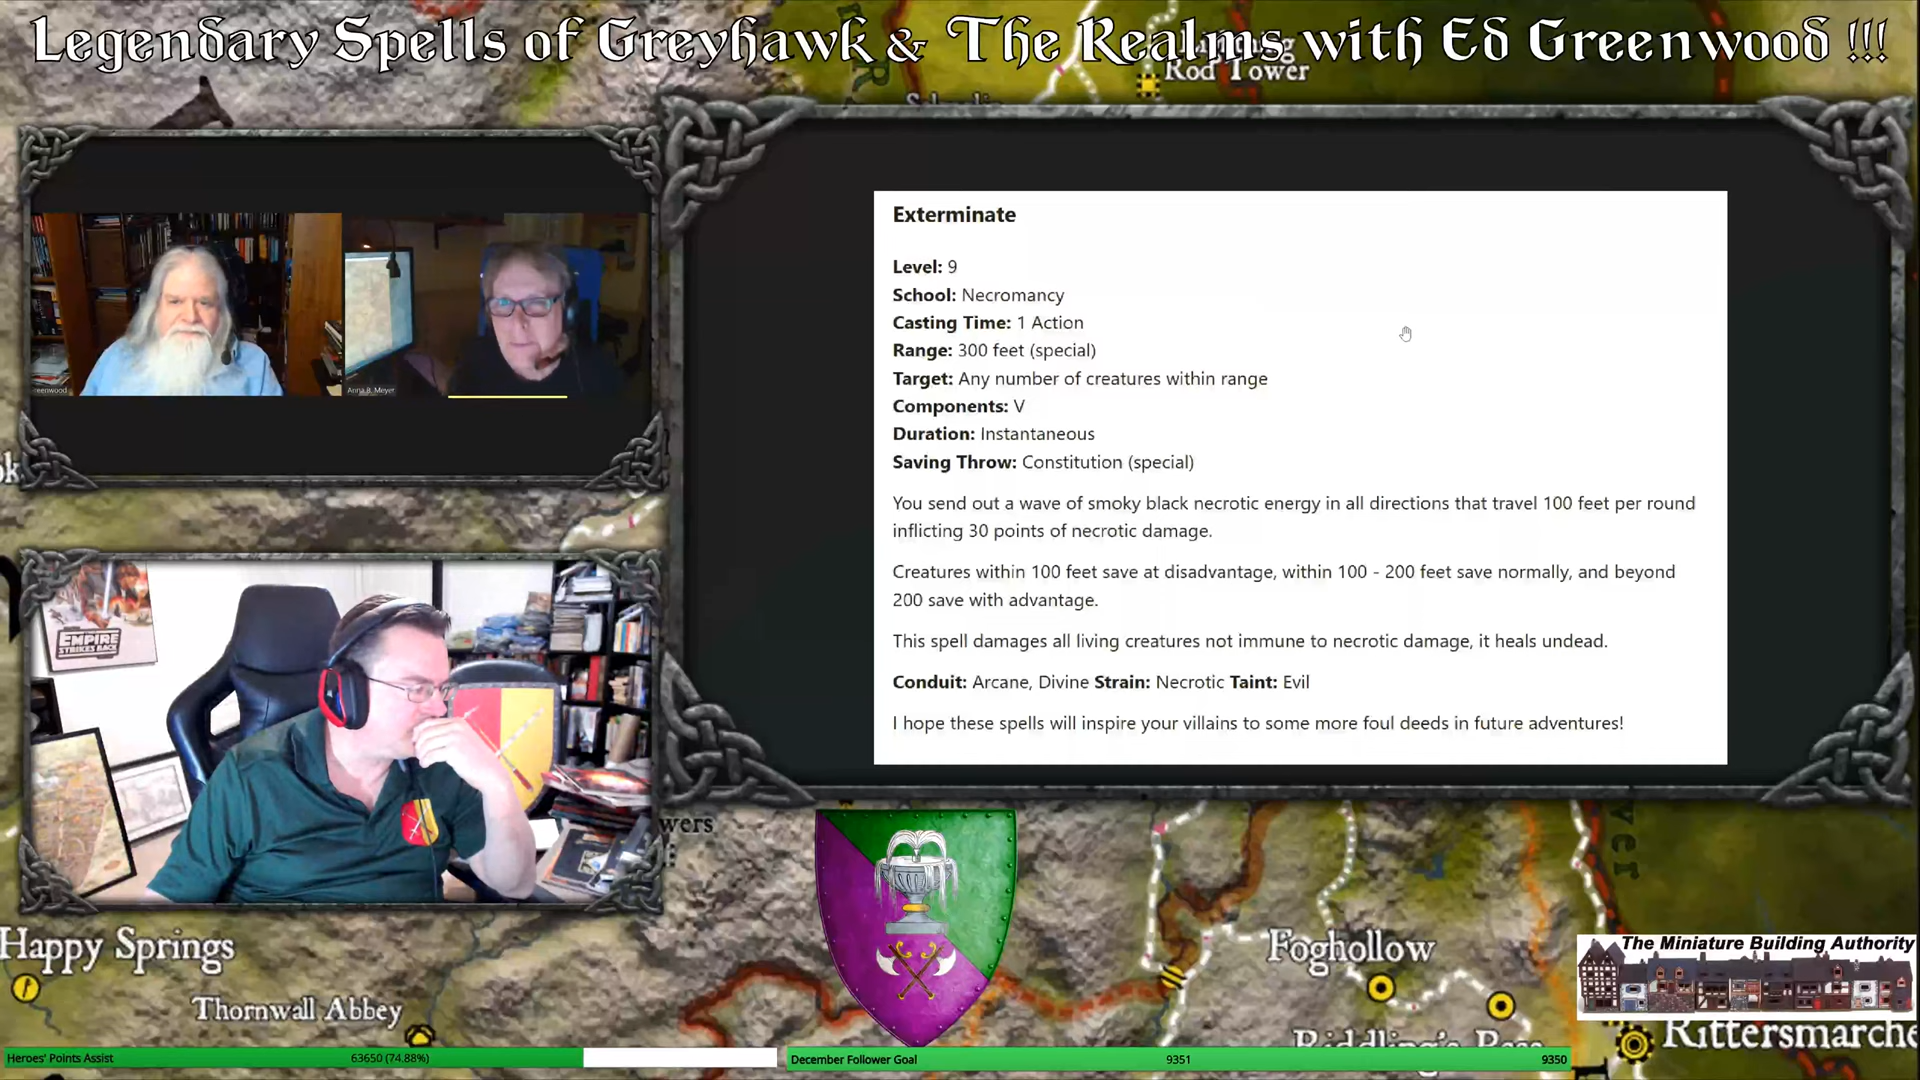 Legendary Spells of Greyhawk & The Realms with Ed Greenwood !!!
Rod Tower
Exterminate
Level: 9
School: Necromancy
Casting Time: 1 Action
Range: 300 feet (special)
Target: Any number of creatures within range
Components: V
Duration: Instantaneous
Saving Throw: Constitution (special)
You send out a wave of smoky black necrotic energy in all directions that travel 100 feet per round
inflicting 30 points of necrotic damage.
Creatures within 100 feet save at disadvantage, within 100 - 200 feet save normally, and beyond
200 save with advantage.
This spell damages all living creatures not immune to necrotic damage, it heals undead.
Conduit: Arcane, Divine Strain: Necrotic Taint: Evil
I hope these spells will inspire your villains to some more foul deeds in future adventures!
Anna B. Meyer
EMPIRE
STRIKES BACK
Happy Springs
Thornwall Abbey
Foghollow
Rittersmarche
The Miniature Building Authority
Heroes' Points Assist 63650 (74.88%)
December Follower Goal 9351 9350